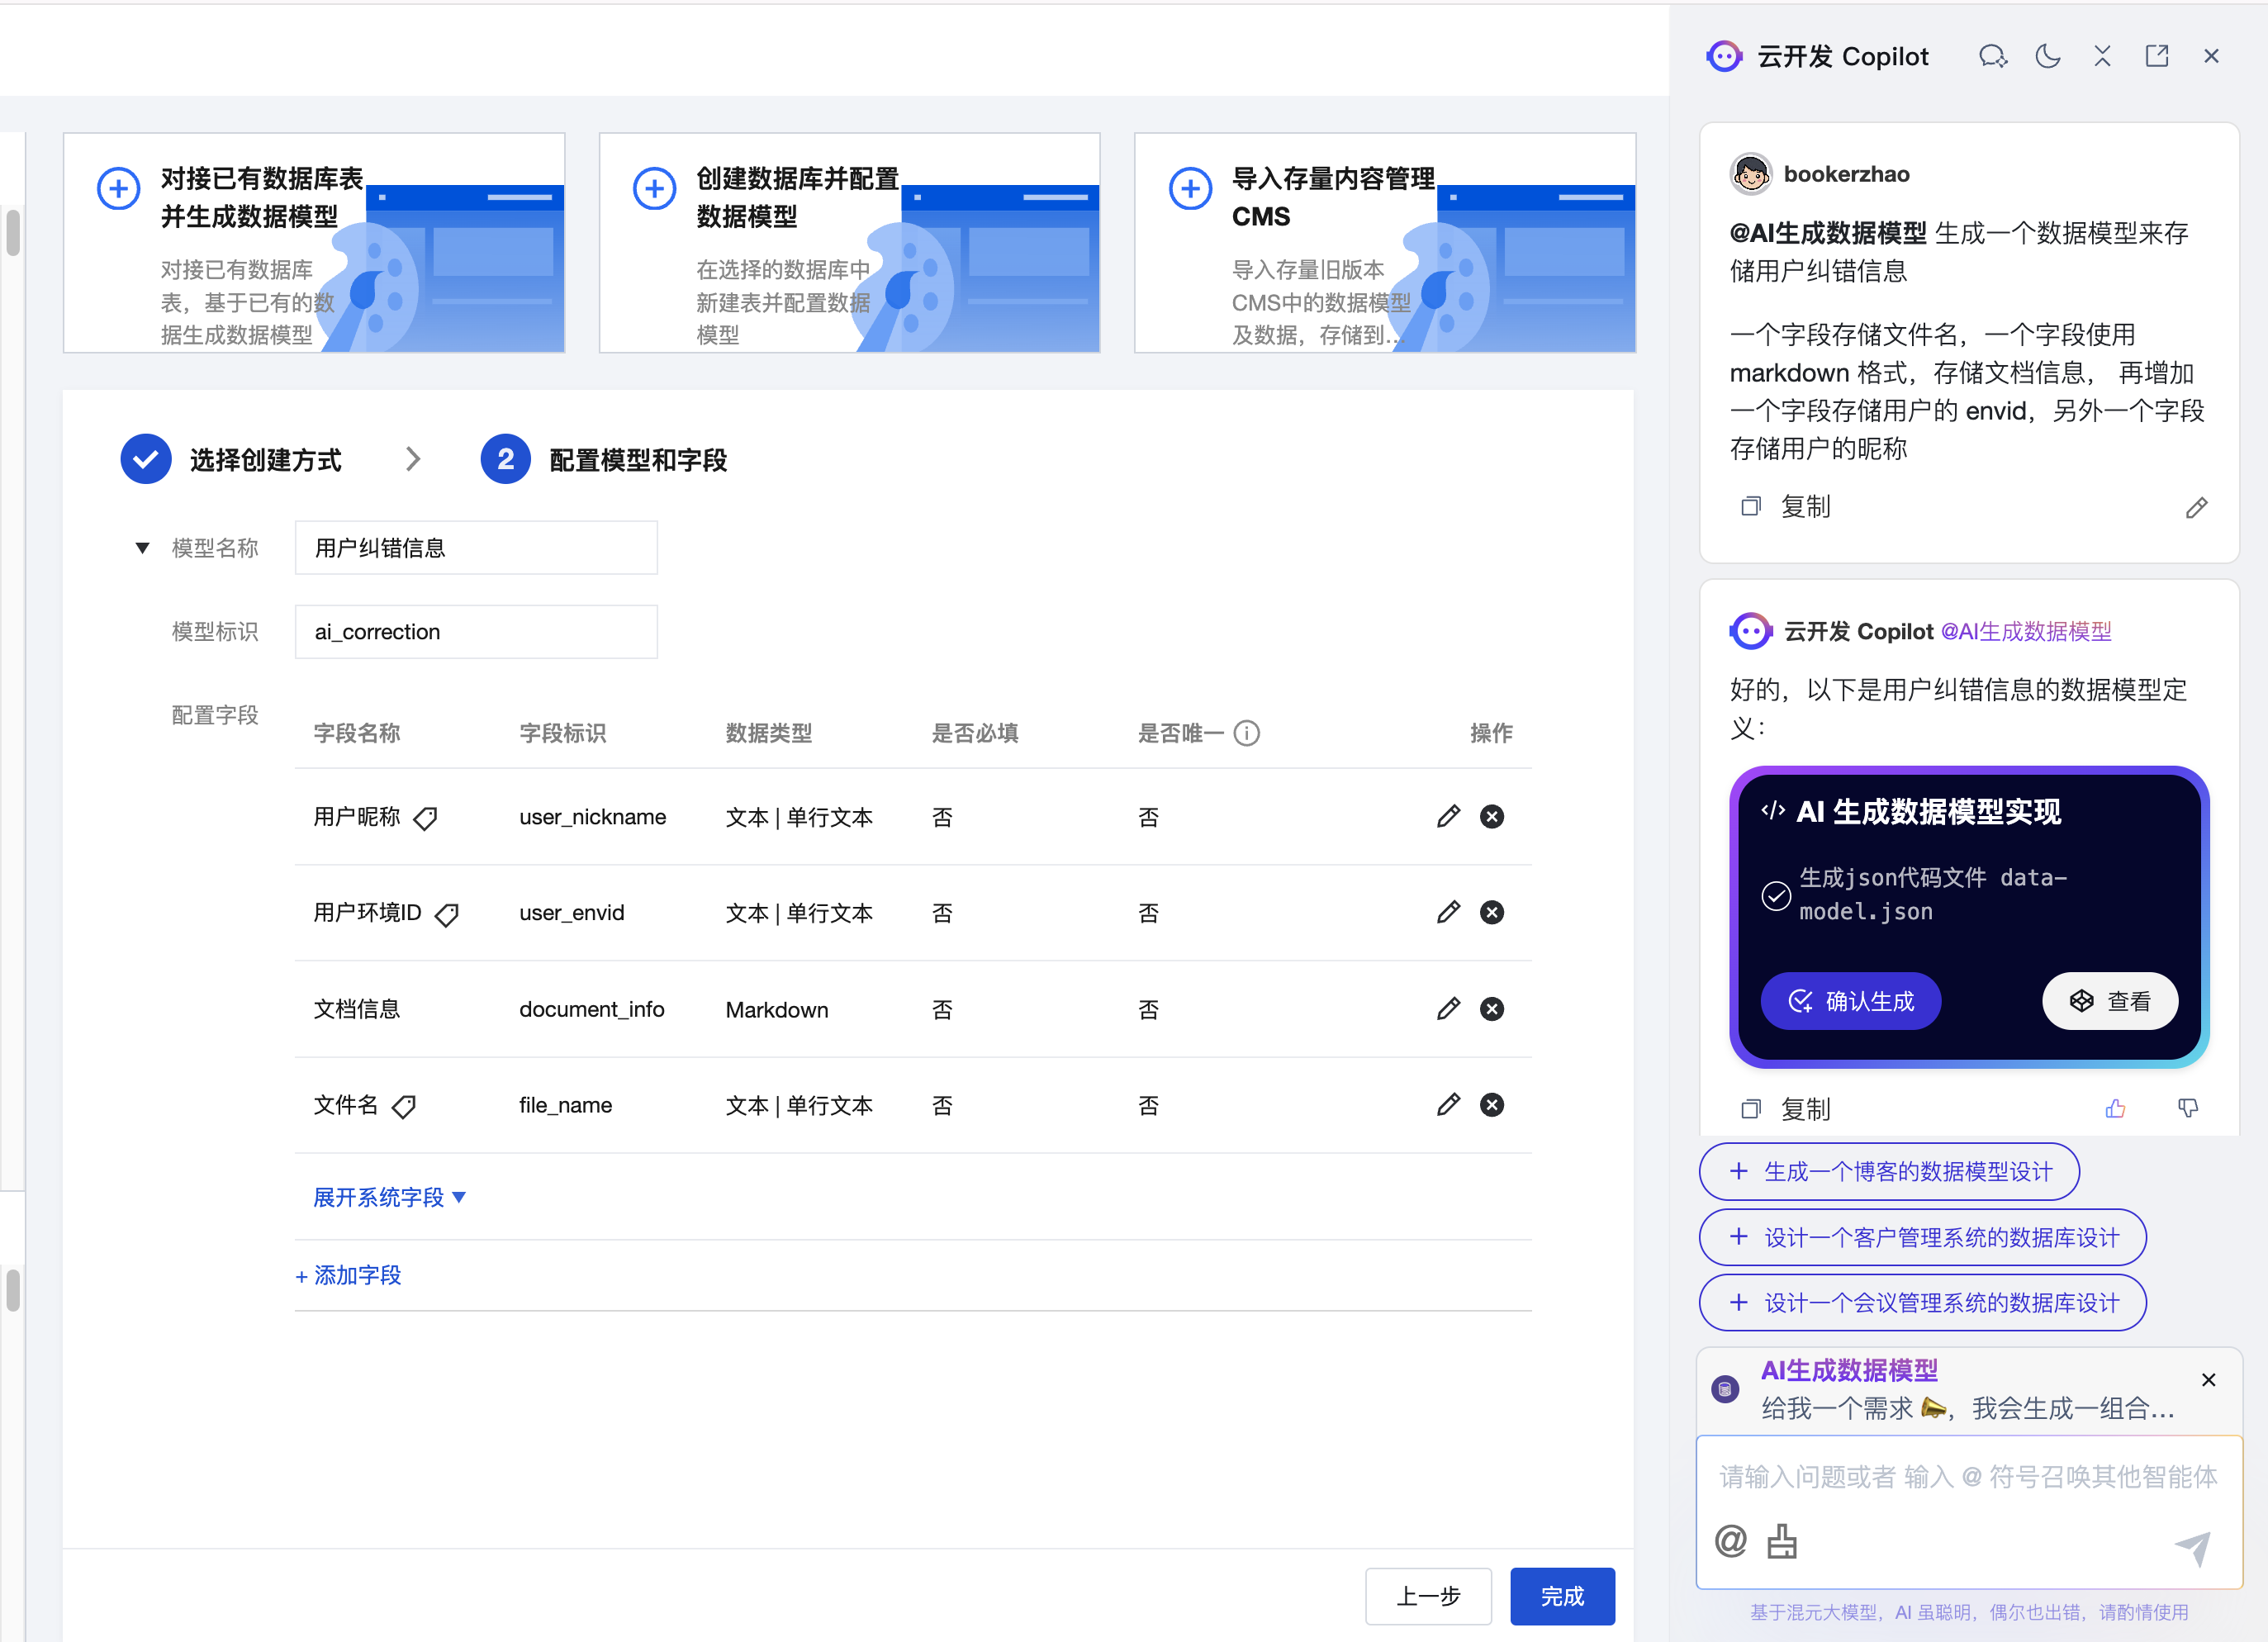 对接已有数据库表
并生成数据模型
对接已有数据库
表，基于已有的数
据生成数据模型
创建数据库并配置
数据模型
在选择的数据库中
新建表并配置数据
模型
导入存量内容管理
CMS
导入存量旧版本
CMS中的数据模型
及数据，存储到...
选择创建方式
2 配置模型和字段
模型名称 用户纠错信息
模型标识 ai_correction
配置字段
字段名称 字段标识 数据类型 是否必填 是否唯一 操作
用户昵称 user_nickname 文本 | 单行文本 否 否
用户环境ID user_envid 文本 | 单行文本 否 否
文档信息 document_info Markdown 否 否
文件名 file_name 文本 | 单行文本 否 否
展开系统字段
+ 添加字段
上一步 完成
云开发 Copilot
bookerzhao
@AI生成数据模型 生成一个数据模型来存
储用户纠错信息
一个字段存储文件名，一个字段使用
markdown 格式，存储文档信息， 再增加
一个字段存储用户的 envid，另外一个字段
存储用户的昵称
复制
云开发 Copilot @AI生成数据模型
好的，以下是用户纠错信息的数据模型定
义：
</> AI 生成数据模型实现
生成json代码文件 data-
model.json
确认生成 查看
复制
+ 生成一个博客的数据模型设计
+ 设计一个客户管理系统的数据库设计
+ 设计一个会议管理系统的数据库设计
AI生成数据模型
给我一个需求 📣，我会生成一组合...
请输入问题或者 输入 @ 符号召唤其他智能体
@
基于混元大模型，AI 虽聪明，偶尔也出错，请酌情使用